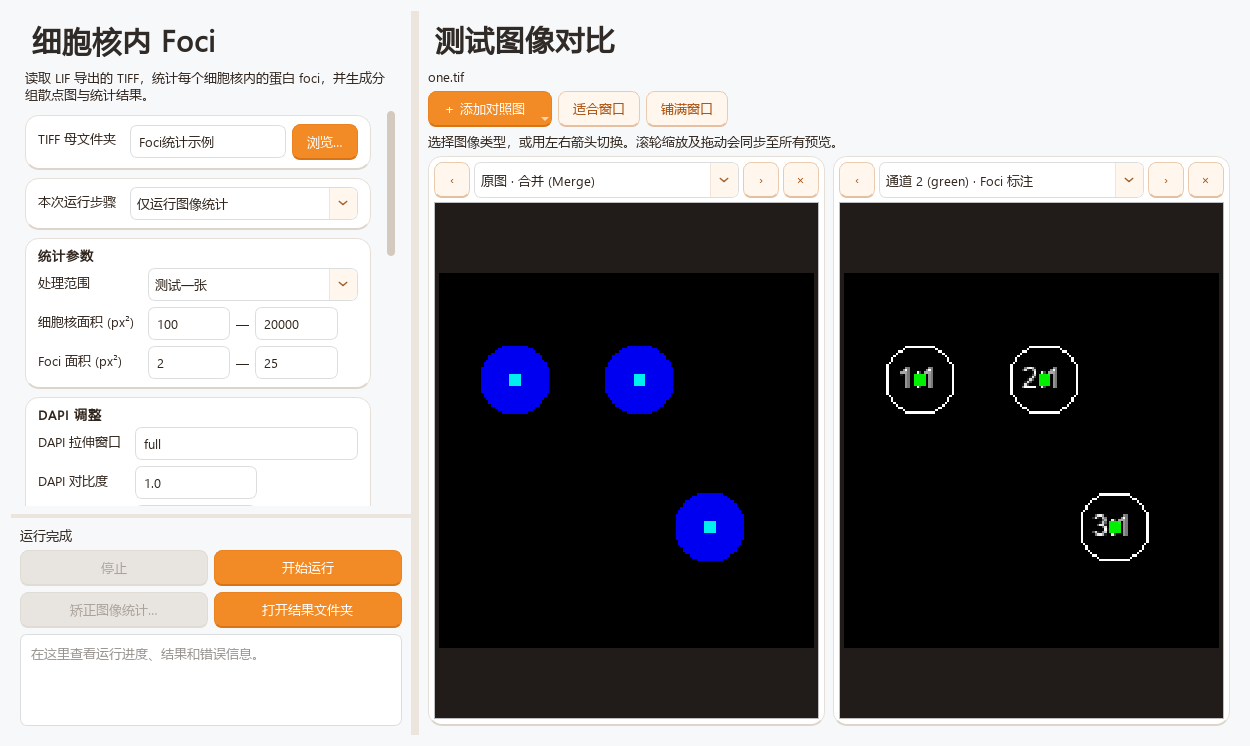 细胞核内 Foci
读取 LIF 导出的 TIFF，统计每个细胞核内的蛋白 foci，并生成分
组散点图与统计结果。
TIFF 母文件夹
Foci统计示例
浏览...
本次运行步骤
仅运行图像统计
统计参数
处理范围
测试一张
细胞核面积 (px²)
100
—
20000
Foci 面积 (px²)
2
—
25
DAPI 调整
DAPI 拉伸窗口
full
DAPI 对比度
1.0
运行完成
停止
开始运行
矫正图像统计...
打开结果文件夹
在这里查看运行进度、结果和错误信息。
测试图像对比
one.tif
+ 添加对照图
适合窗口
铺满窗口
选择图像类型，或用左右箭头切换。滚轮缩放及拖动会同步至所有预览。
‹
原图 · 合并 (Merge)
›
×
‹
通道 2 (green) · Foci 标注
›
×
1:1
2:1
3:1